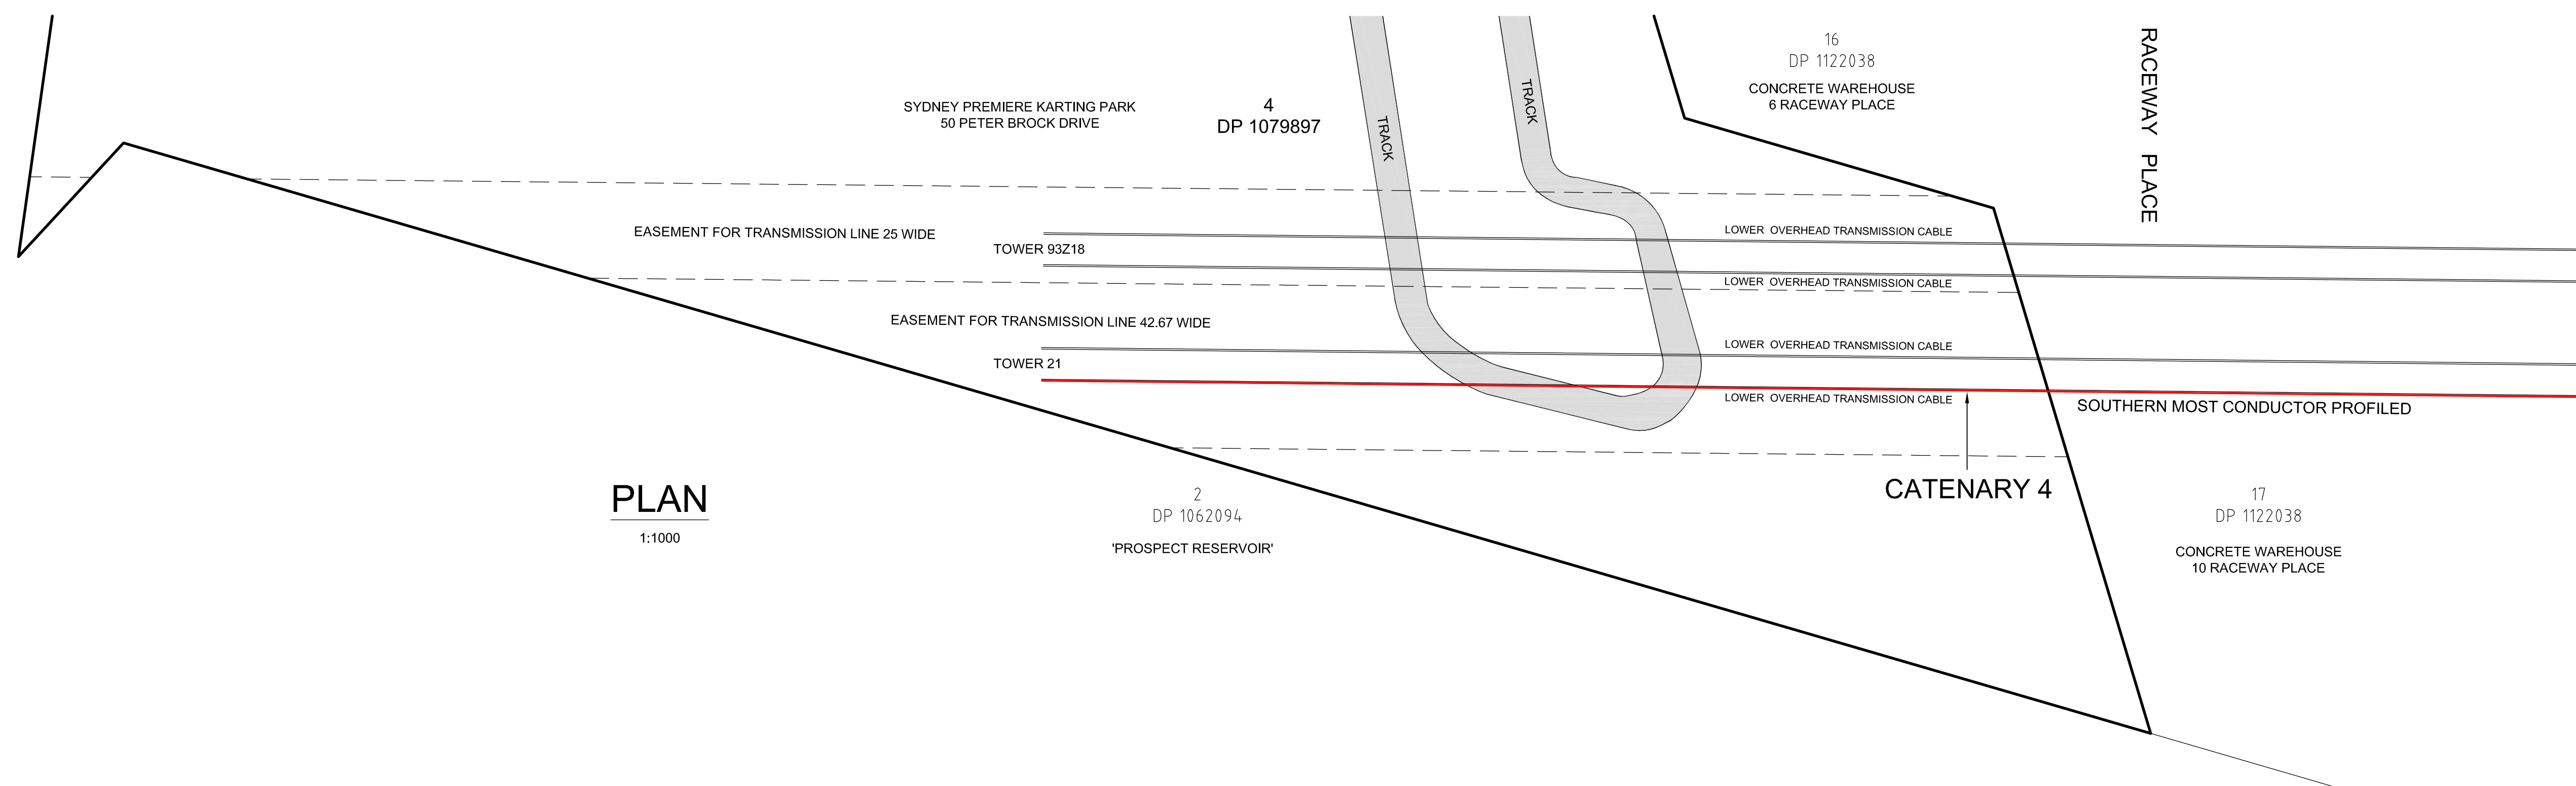 16
DP 1122038
CONCRETE WAREHOUSE
6 RACEWAY PLACE
RACEWAY PLACE
SYDNEY PREMIERE KARTING PARK
50 PETER BROCK DRIVE
4
DP 1079897
TRACK
TRACK
EASEMENT FOR TRANSMISSION LINE 25 WIDE
TOWER 93Z18
LOWER OVERHEAD TRANSMISSION CABLE
LOWER OVERHEAD TRANSMISSION CABLE
EASEMENT FOR TRANSMISSION LINE 42.67 WIDE
TOWER 21
LOWER OVERHEAD TRANSMISSION CABLE
LOWER OVERHEAD TRANSMISSION CABLE
SOUTHERN MOST CONDUCTOR PROFILED
CATENARY 4
PLAN
1:1000
2
DP 1062094
'PROSPECT RESERVOIR'
17
DP 1122038
CONCRETE WAREHOUSE
10 RACEWAY PLACE